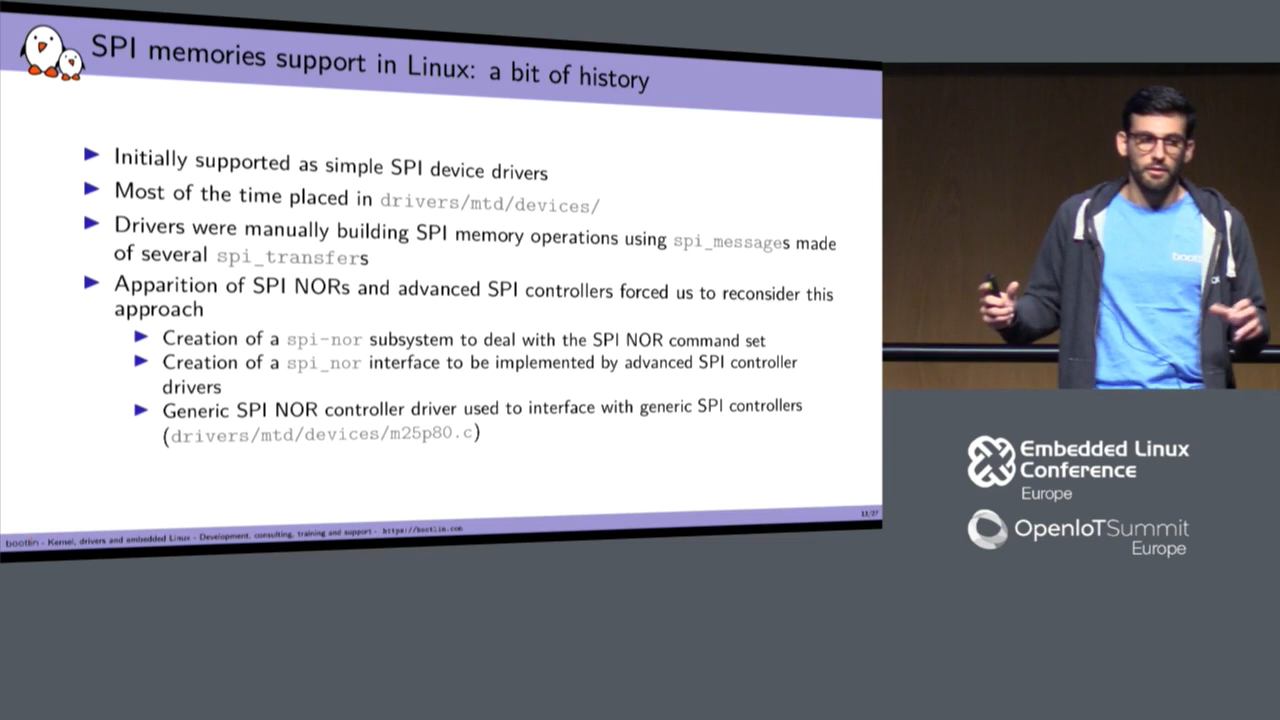 SPI memories support in Linux: a bit of history
▶ Initially supported as simple SPI device drivers
▶ Most of the time placed in drivers/mtd/devices/
▶ Drivers were manually building SPI memory operations using spi_messages made
of several spi_transfers
▶ Apparition of SPI NORs and advanced SPI controllers forced us to reconsider this
approach
▶ Creation of a spi-nor subsystem to deal with the SPI NOR command set
▶ Creation of a spi_nor interface to be implemented by advanced SPI controller
drivers
▶ Generic SPI NOR controller driver used to interface with generic SPI controllers
(drivers/mtd/devices/m25p80.c)
bootlin - Kernel, drivers and embedded Linux - Development, consulting, training and support - https://bootlin.com
Embedded Linux
Conference
Europe
OpenIoTSummit
Europe